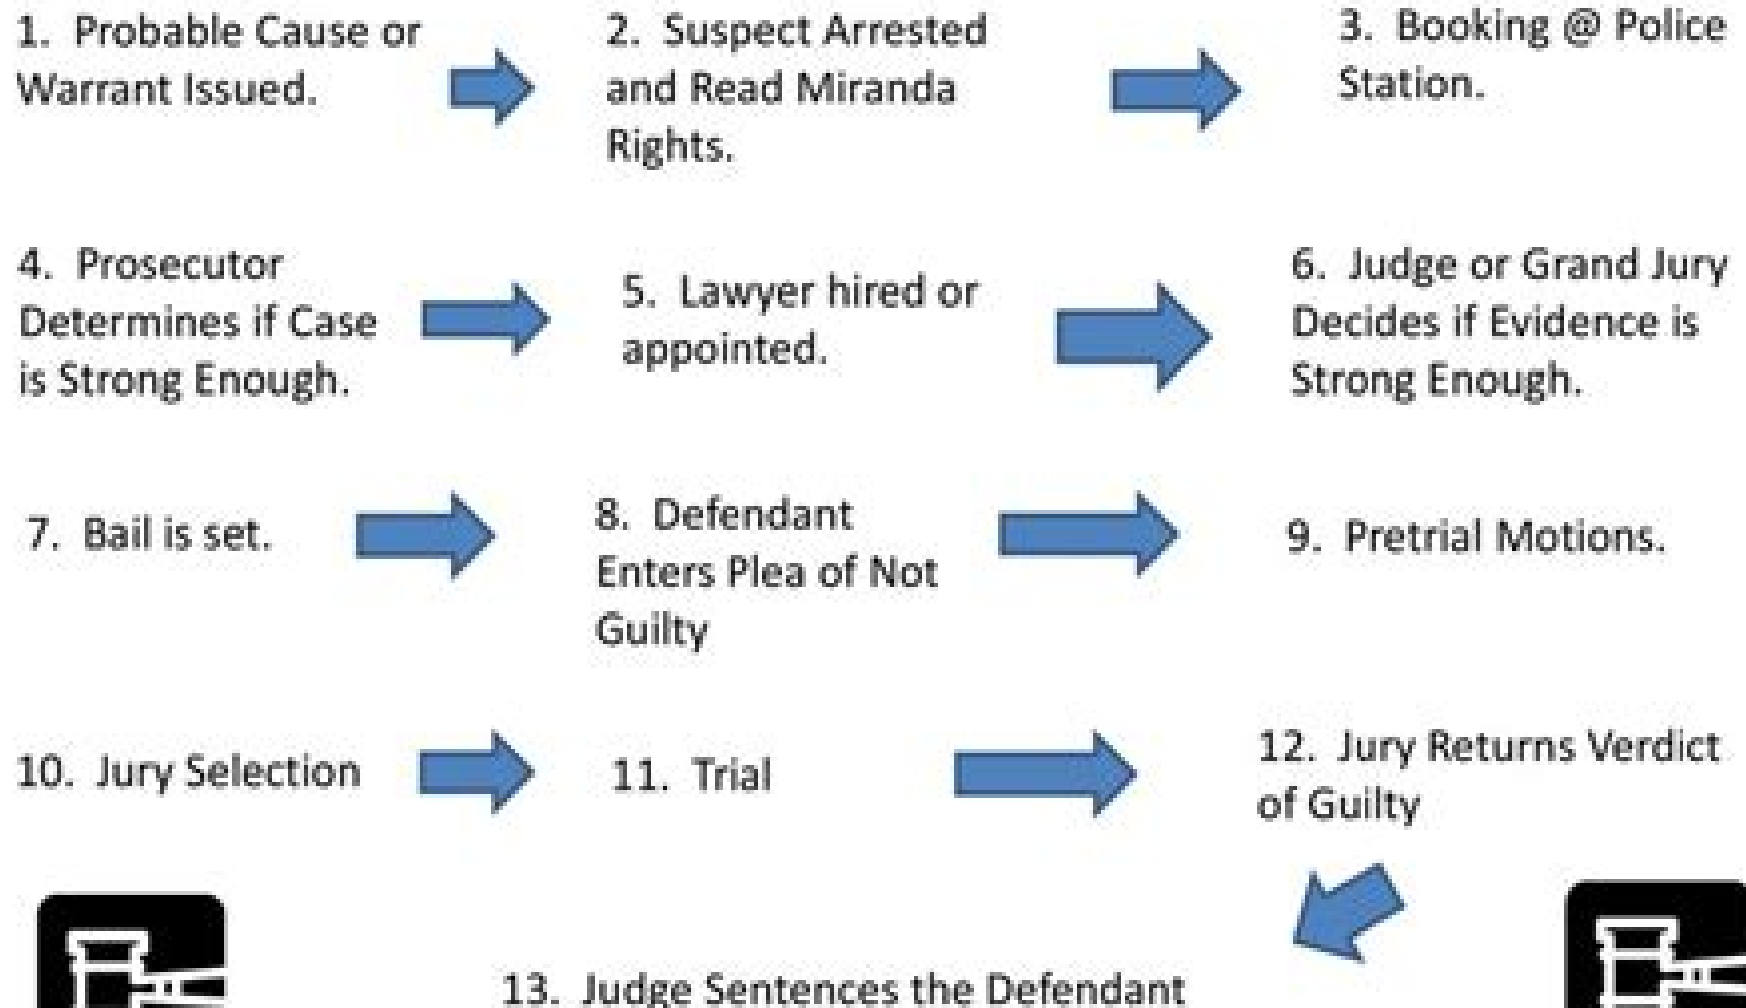 1. Probable Cause or
Warrant Issued.
2. Suspect Arrested
and Read Miranda
Rights.
3. Booking @ Police
Station.
4. Prosecutor
Determines if Case
is Strong Enough.
5. Lawyer hired or
appointed.
6. Judge or Grand Jury
Decides if Evidence is
Strong Enough.
7. Bail is set.
8. Defendant
Enters Plea of Not
Guilty
9. Pretrial Motions.
10. Jury Selection
11. Trial
12. Jury Returns Verdict
of Guilty
13. Judge Sentences the Defendant